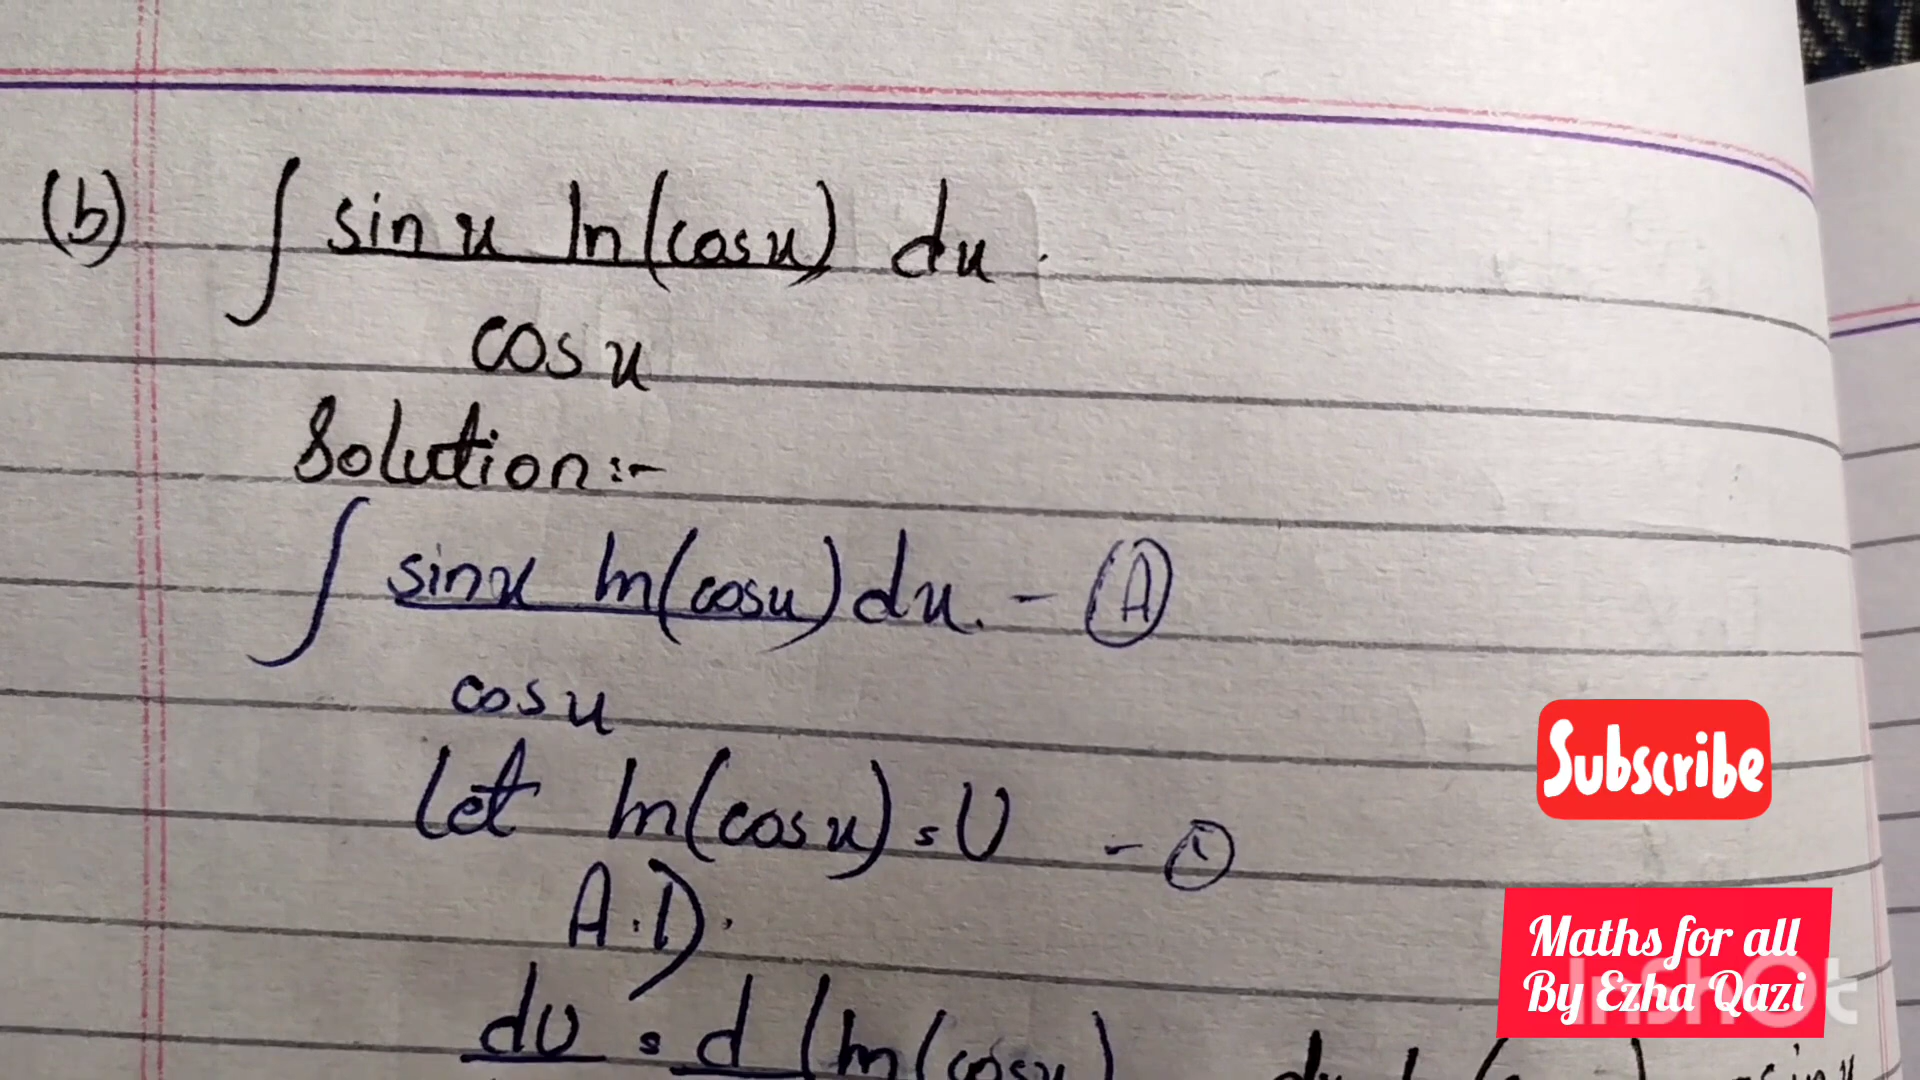 (b) ∫ sin x ln(cos x) dx.
cos x
Solution:-
∫ sin x ln(cos x) dx. - (A)
cos x
Let ln(cos x) = U - (1)
A.D.
dU = d (ln(cos x)
Subscribe
Maths for all
By Ezha Qazi
InShOt